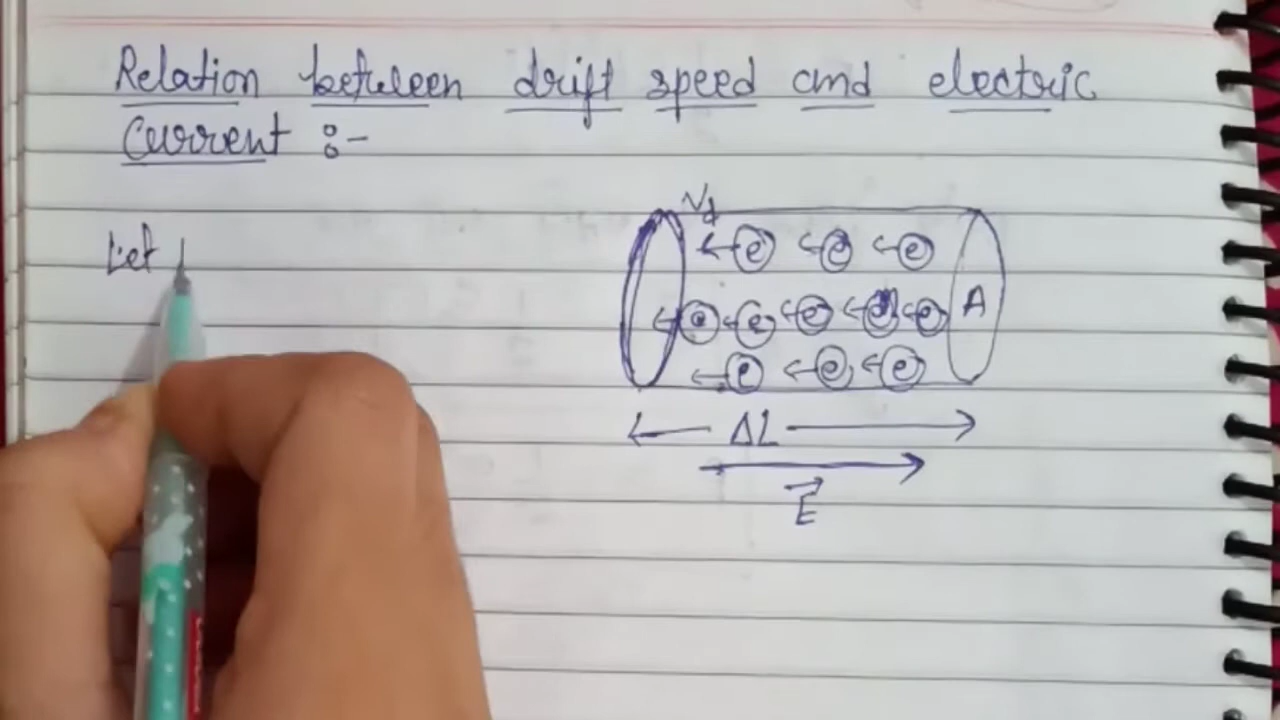 Relation between drift speed and electric
current :-
Let
Vd
e e e
e e e e e A
e e e
ΔL
E